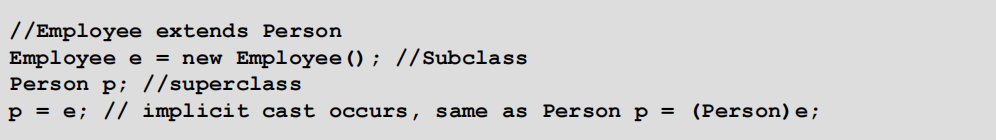 //Employee extends Person
Employee e = new Employee(); //Subclass
Person p; //superclass
p = e; // implicit cast occurs, same as Person p = (Person)e;